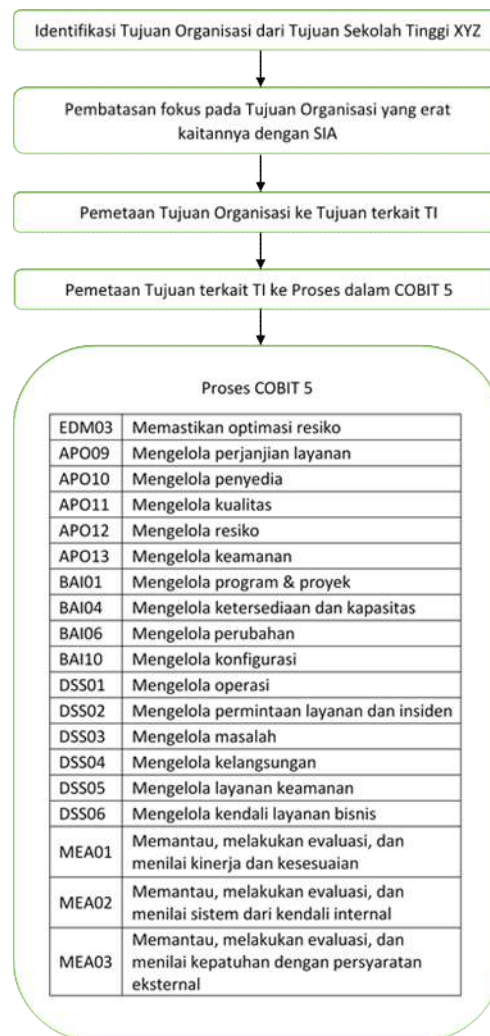 Identifikasi Tujuan Organisasi dari Tujuan Sekolah Tinggi XYZ
Pembatasan fokus pada Tujuan Organisasi yang erat
kaitannya dengan SIA
Pemetaan Tujuan Organisasi ke Tujuan terkait TI
Pemetaan Tujuan terkait TI ke Proses dalam COBIT 5
Proses COBIT 5
EDM03 Memastikan optimasi resiko
APO09 Mengelola perjanjian layanan
APO10 Mengelola penyedia
APO11 Mengelola kualitas
APO12 Mengelola resiko
APO13 Mengelola keamanan
BAI01 Mengelola program & proyek
BAI04 Mengelola ketersediaan dan kapasitas
BAI06 Mengelola perubahan
BAI10 Mengelola konfigurasi
DSS01 Mengelola operasi
DSS02 Mengelola permintaan layanan dan insiden
DSS03 Mengelola masalah
DSS04 Mengelola kelangsungan
DSS05 Mengelola layanan keamanan
DSS06 Mengelola kendali layanan bisnis
MEA01 Memantau, melakukan evaluasi, dan
menilai kinerja dan kesesuaian
MEA02 Memantau, melakukan evaluasi, dan
menilai sistem dari kendali internal
MEA03 Memantau, melakukan evaluasi, dan
menilai kepatuhan dengan persyaratan
eksternal